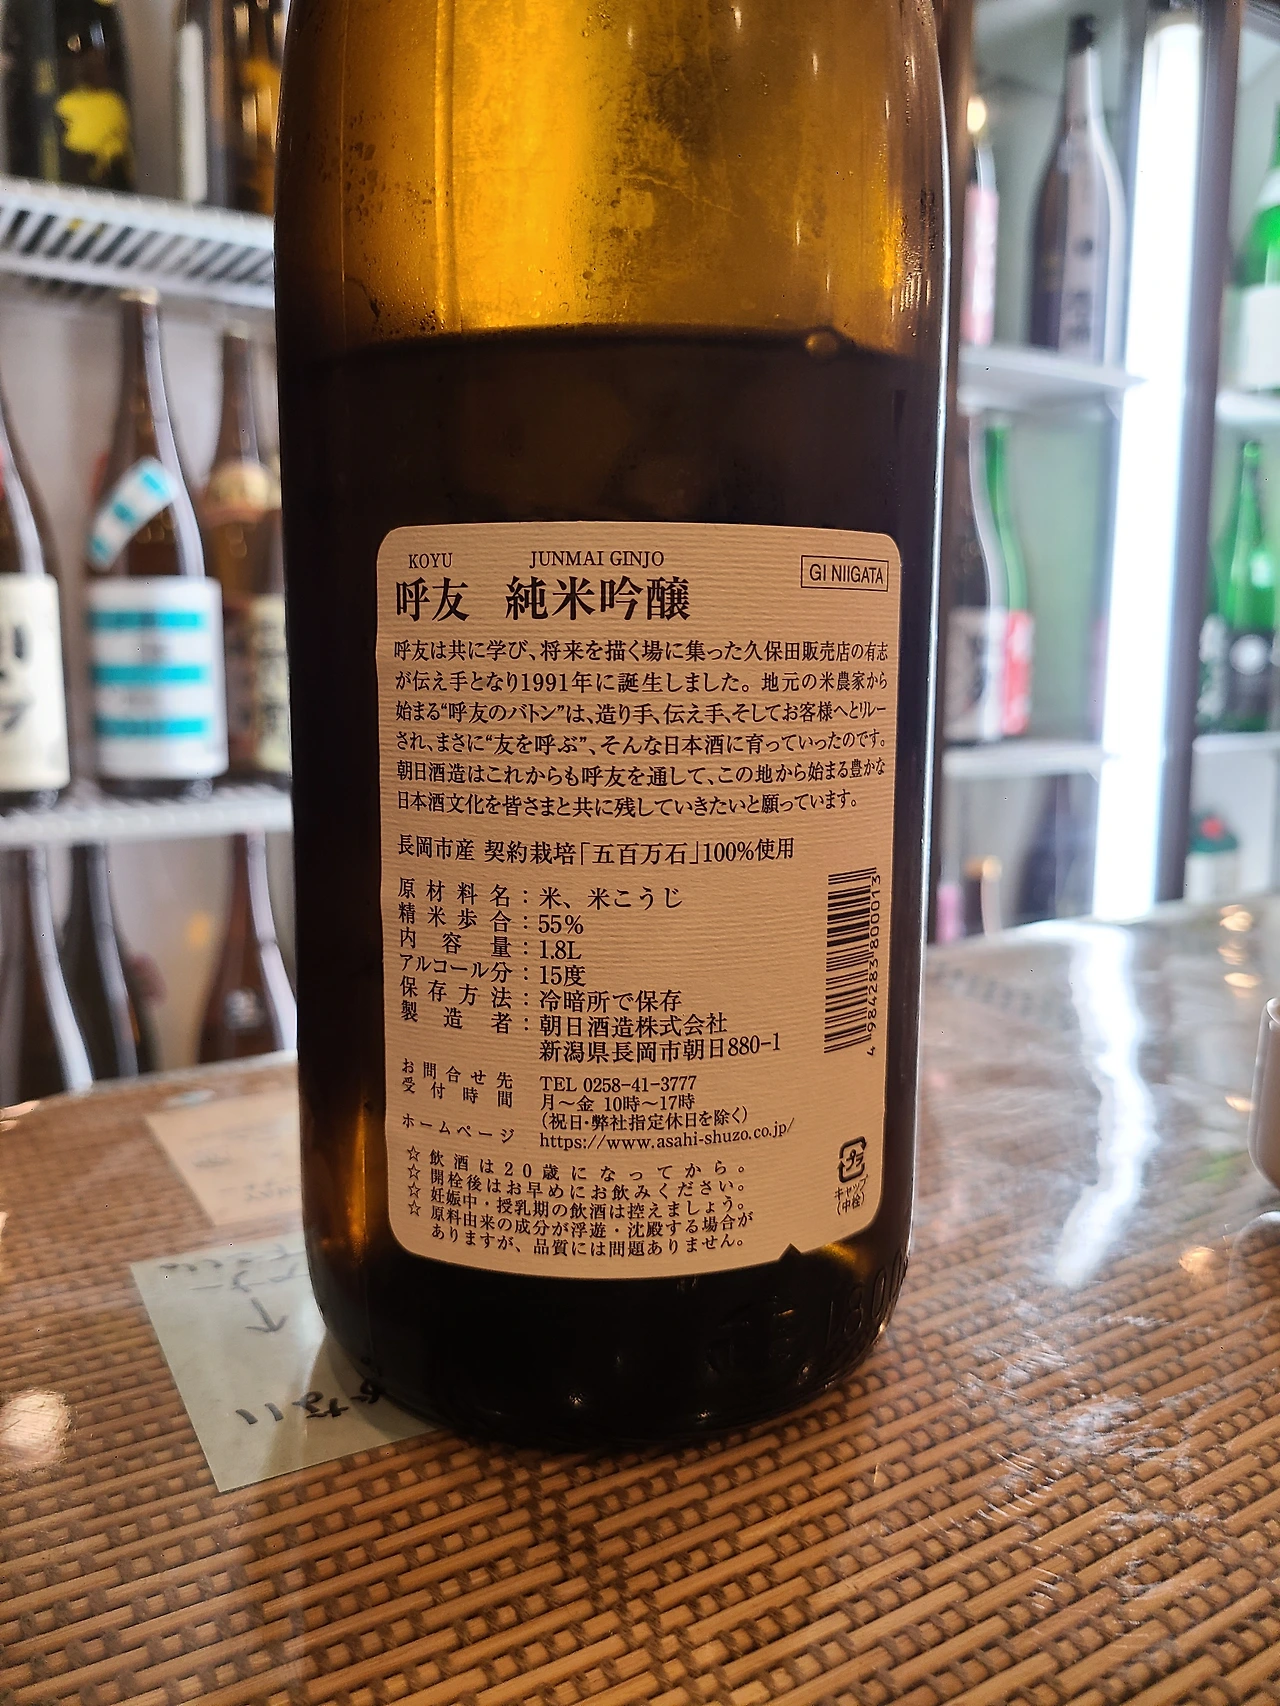 KOYU JUNMAI GINJO
呼友 純米吟醸
GI NIIGATA
呼友は共に学び、将来を描く場に集った久保田販売店の有志
が伝え手となり1991年に誕生しました。地元の米農家から
始まる“呼友のバトン”は、造り手、伝え手、そしてお客様へとリレー
され、まさに“友を呼ぶ”、そんな日本酒に育っていったのです。
朝日酒造はこれからも呼友を通して、この地から始まる豊かな
日本酒文化を皆さまと共に残していきたいと願っています。
長岡市産 契約栽培「五百万石」100%使用
原材料名：米、米こうじ
精米歩合：55%
内容量：1.8L
アルコール分：15度
保存方法：冷暗所で保存
製造者：朝日酒造株式会社
新潟県長岡市朝日880-1
お問合せ先 TEL 0258-41-3777
受付時間 月～金 10時～17時
(祝日・弊社指定休日を除く)
ホームページ https://www.asahi-shuzo.co.jp/
☆飲酒は20歳になってから。
☆開栓後はお早めにお飲みください。
☆妊娠中・授乳期の飲酒は控えましょう。
☆原料由来の成分が浮遊・沈殿する場合が
ありますが、品質には問題ありません。
4 984283 800013
プラ
キャップ
(中栓)